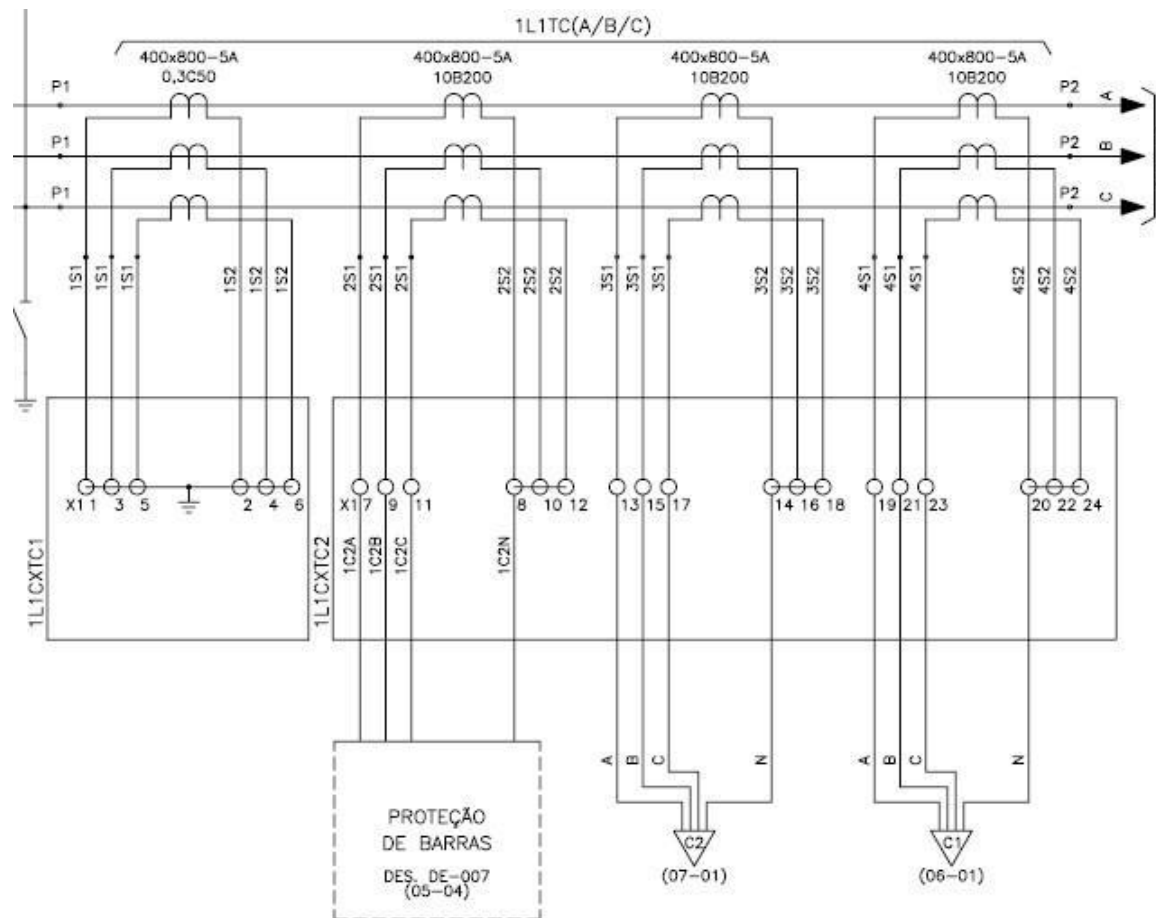 1L1TC(A/B/C)
400x800-5A 400x800-5A 400x800-5A 400x800-5A
0,3C50 10B200 10B200 10B200
P1 P2 A
P1 P2 B
P1 P2 C
1S1 1S1 1S1 1S2 1S2 1S2 2S1 2S1 2S1 2S2 2S2 2S2 3S1 3S1 3S1 3S2 3S2 3S2 4S1 4S1 4S1 4S2 4S2 4S2
X1 1 3 5 2 4 6 X1 7 9 11 8 10 12 13 15 17 14 16 18 19 21 23 20 22 24
1L1CXTC1
1L1CXTC2
1C2A 1C2B 1C2C 1C2N
A B C N A B C N
PROTEÇÃO
DE BARRAS
DES. DE-007
(05-04)
C2 C1
(07-01) (06-01)